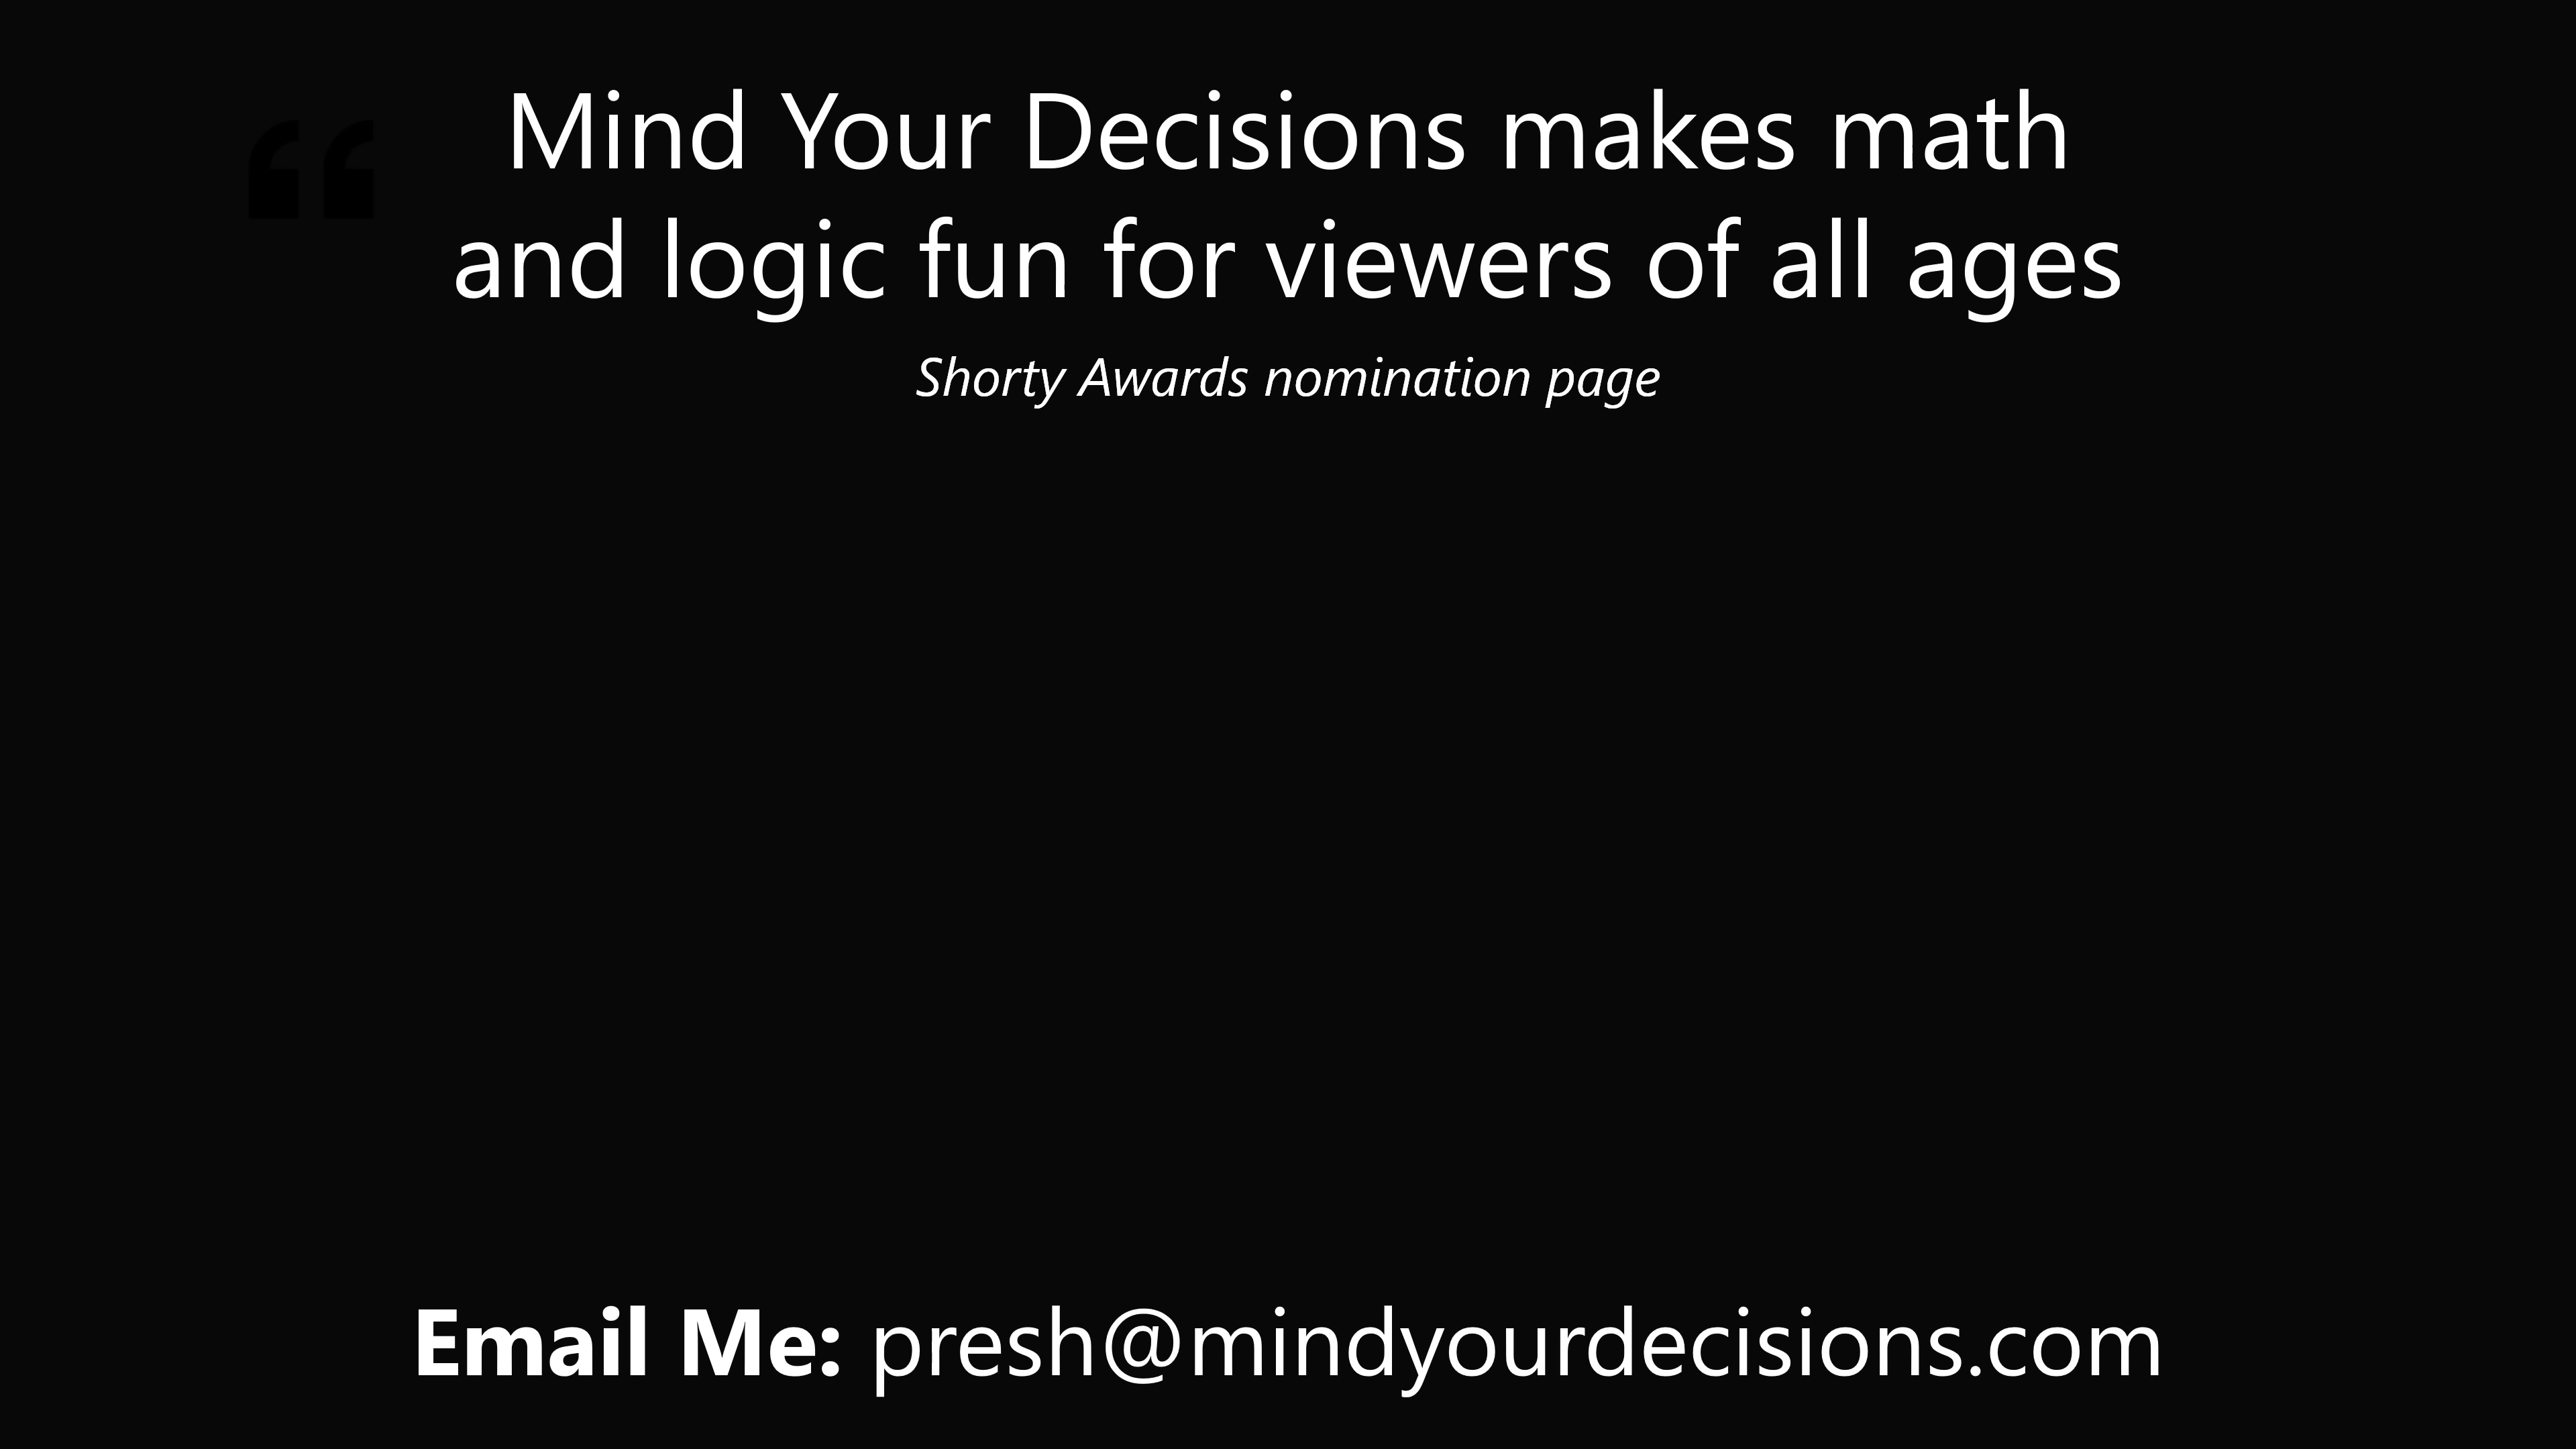 “
Mind Your Decisions makes math
and logic fun for viewers of all ages
Shorty Awards nomination page
Email Me: presh@mindyourdecisions.com